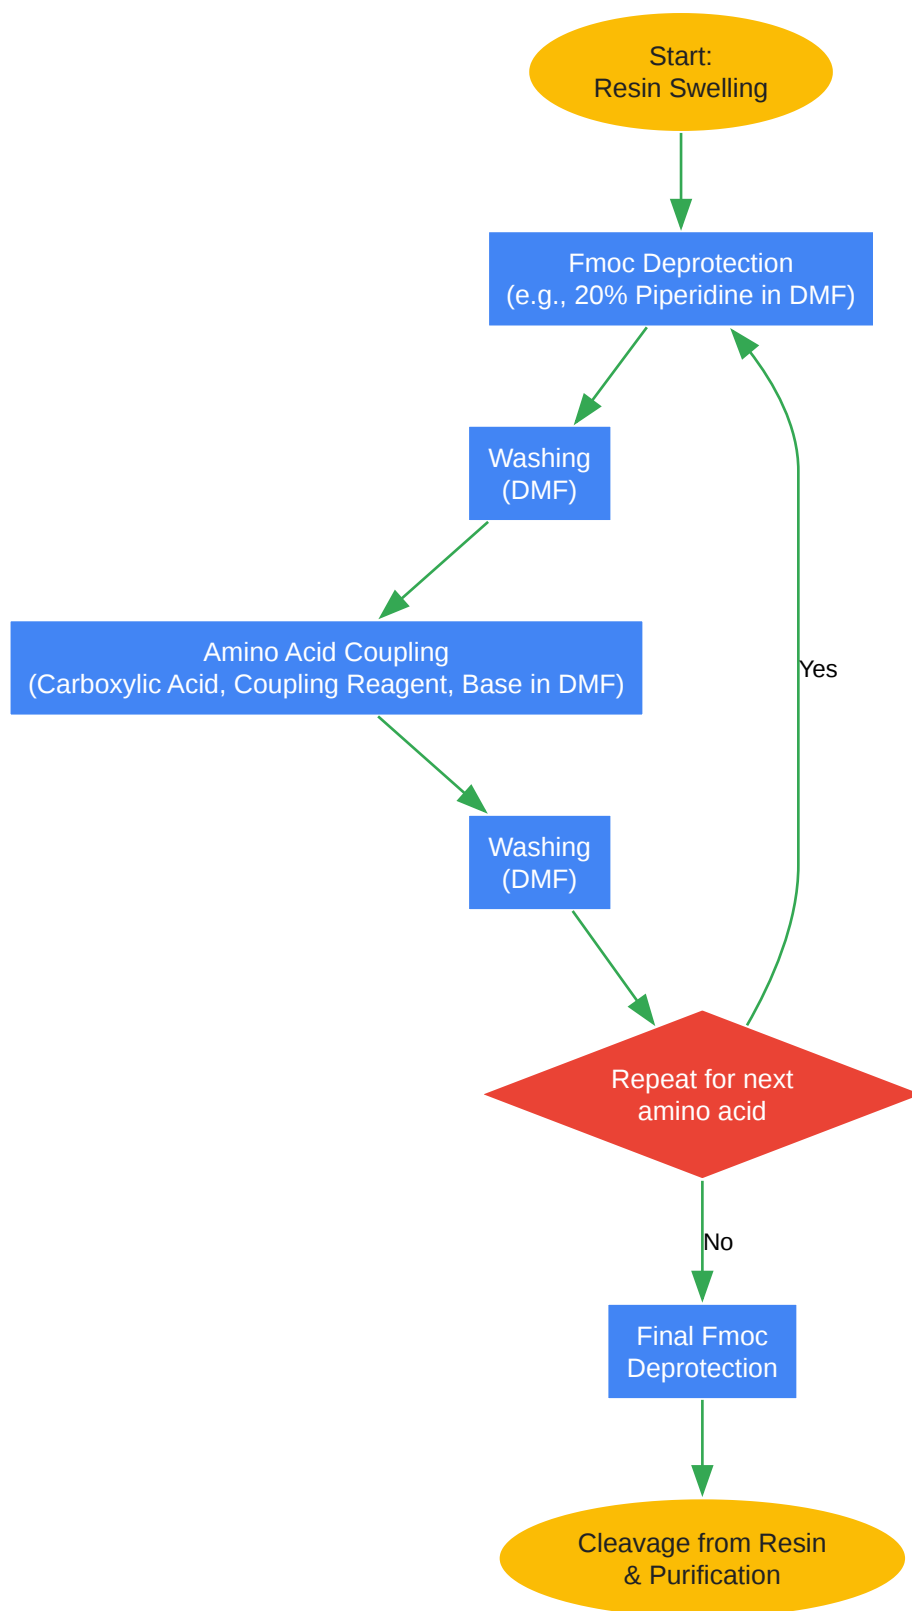 Start:
Resin Swelling
Fmoc Deprotection
(e.g., 20% Piperidine in DMF)
Washing
(DMF)
Amino Acid Coupling
(Carboxylic Acid, Coupling Reagent, Base in DMF)
Yes
Washing
(DMF)
Repeat for next
amino acid
No
Final Fmoc
Deprotection
Cleavage from Resin
& Purification